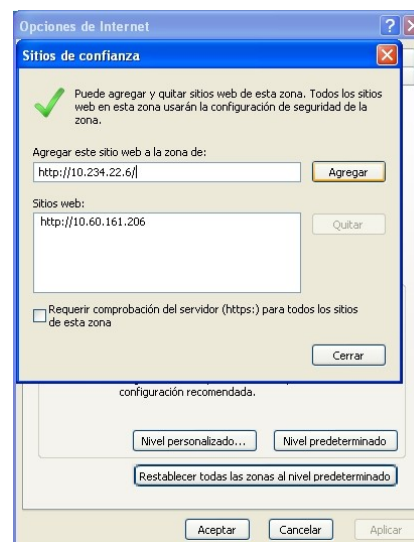 Opciones de Internet
Sitios de confianza
Puede agregar y quitar sitios web de esta zona. Todos los sitios
web en esta zona usarán la configuración de seguridad de la
zona.
Agregar este sitio web a la zona de:
http://10.234.22.6/
Agregar
Sitios web:
http://10.60.161.206
Quitar
Requerir comprobación del servidor (https:) para todos los sitios
de esta zona
Cerrar
configuración recomendada.
Nivel personalizado...
Nivel predeterminado
Restablecer todas las zonas al nivel predeterminado
Aceptar
Cancelar
Aplicar